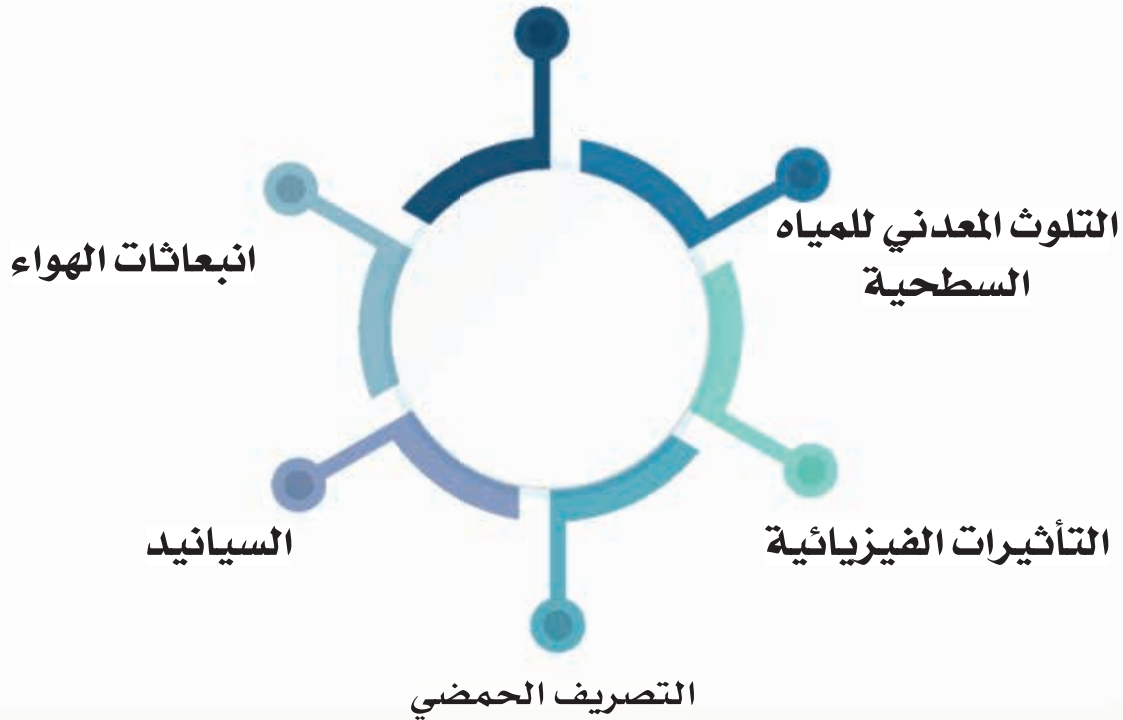 التلوث المعدني للمياه
السطحية
انبعاثات الهواء
التأثيرات الفيزيائية
السيانيد
التصريف الحمضي